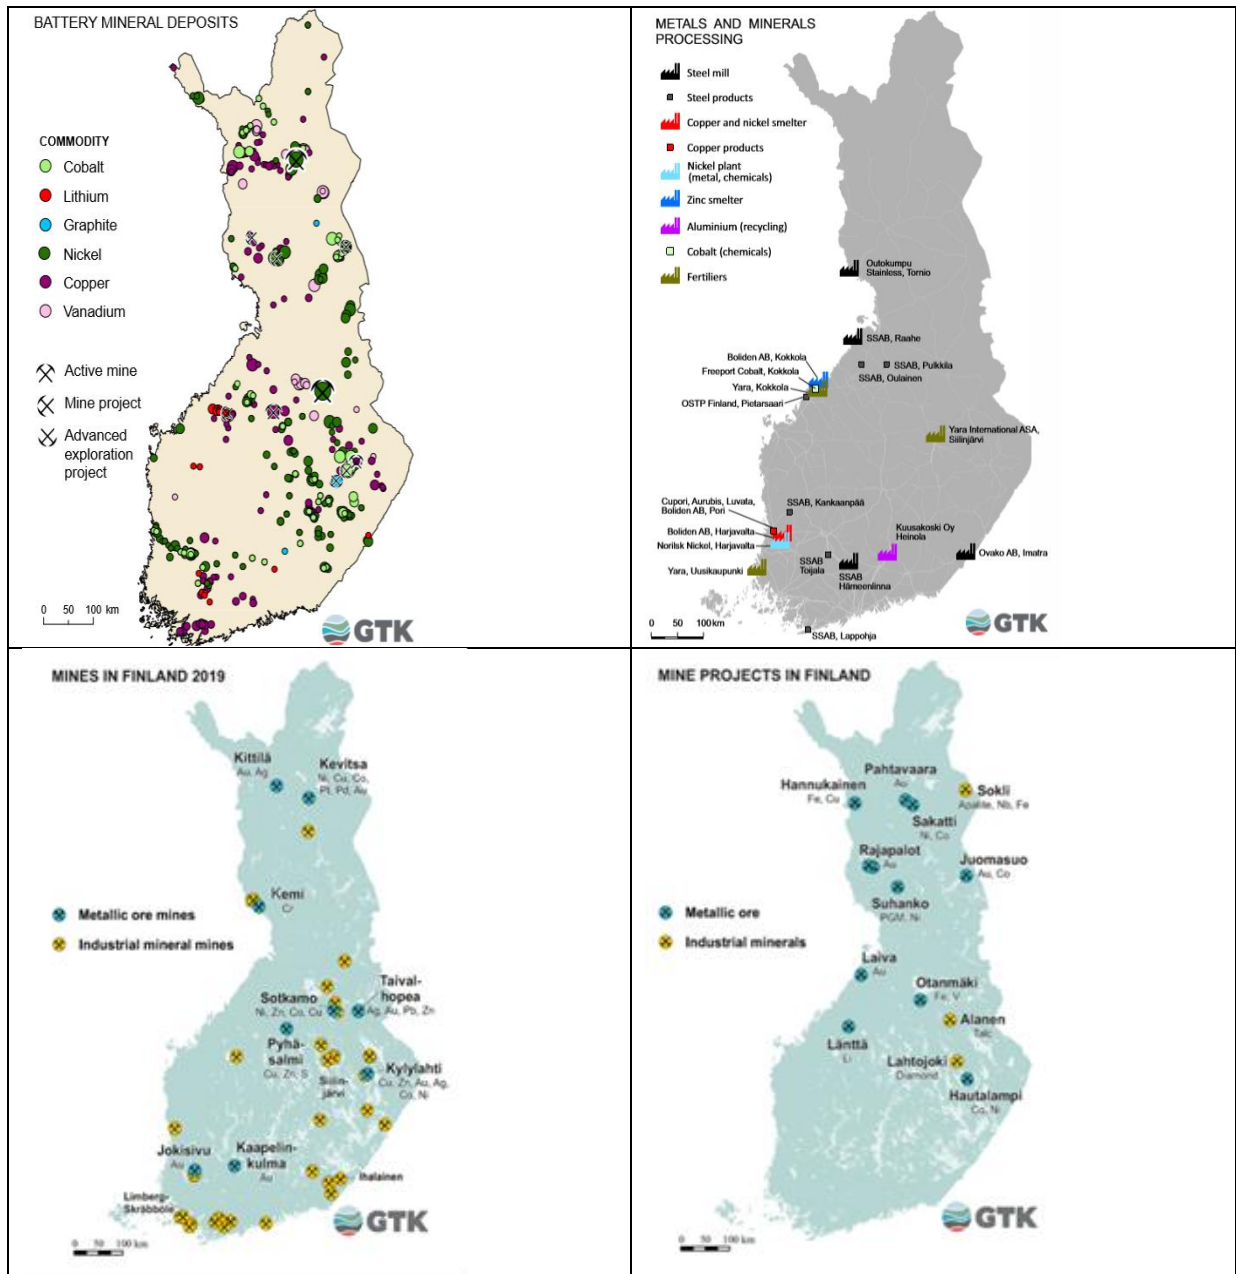 BATTERY MINERAL DEPOSITS
COMMODITY
Cobalt
Lithium
Graphite
Nickel
Copper
Vanadium
Active mine
Mine project
Advanced
exploration
project
0 50 100 km
GTK
METALS AND MINERALS
PROCESSING
Steel mill
Steel products
Copper and nickel smelter
Copper products
Nickel plant
(metal, chemicals)
Zinc smelter
Aluminium (recycling)
Cobalt (chemicals)
Fertiliers
Outokumpu
Stainless, Tornio
SSAB, Raahe
Boliden AB, Kokkola
Freeport Cobalt, Kokkola
Yara, Kokkola
OSTP Finland, Pietarsaari
SSAB, Pulkkila
SSAB, Oulainen
Yara International ASA,
Siilinjärvi
Cupori, Aurubis, Luvata,
Boliden AB, Pori
SSAB, Kankaanpää
Boliden AB, Harjavalta
Norilsk Nickel, Harjavalta
Kuusakoski Oy
Heinola
Ovako AB, Imatra
Yara, Uusikaupunki
SSAB
Toijala
SSAB
Hämeenlinna
SSAB, Lappohja
0 50 100km
GTK
MINES IN FINLAND 2019
Kittilä
Au, Ag
Kevitsa
Ni, Cu, Co,
Pt, Pd, Au
Kemi
Cr
Metallic ore mines
Industrial mineral mines
Sotkamo
Ni, Zn, Co, Cu
Taival-
hopea
Ag, Au, Pb, Zn
Pyhä-
salmi
Cu, Zn, S
Siilin-
järvi
Kylylahti
Cu, Zn, Au, Ag,
Co, Ni
Jokisivu
Au
Kaapelin-
kulma
Au
Ihalainen
Limberg-
Skräbböle
0 50 100 km
GTK
MINE PROJECTS IN FINLAND
Pahtavaara
Au
Hannukainen
Fe, Cu
Sokli
Apatite, Nb, Fe
Sakatti
Ni, Co
Rajapalot
Au
Juomasuo
Au, Co
Suhanko
PGM, Ni
Metallic ore
Industrial minerals
Laiva
Au
Otanmäki
Fe, V
Alanen
Talc
Länttä
Li
Lahtojoki
Diamond
Hautalampi
Co, Ni
0 50 100 km
GTK